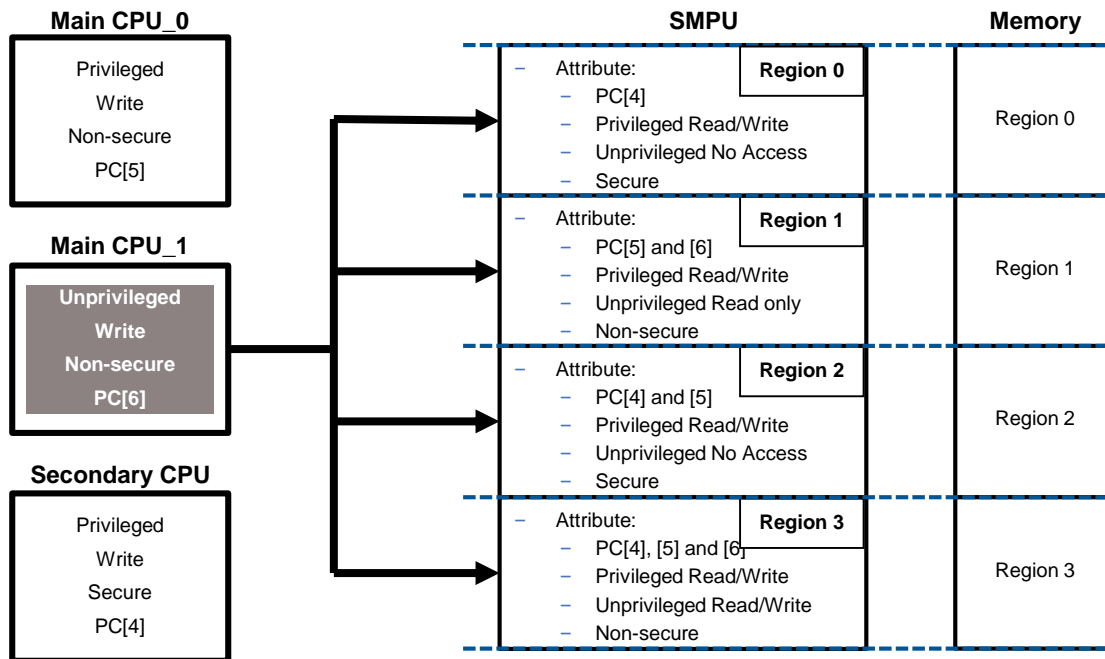 Main CPU_0
Privileged
Write
Non-secure
PC[5]
Main CPU_1
Unprivileged
Write
Non-secure
PC[6]
Secondary CPU
Privileged
Write
Secure
PC[4]
SMPU
– Attribute:
Region 0
– PC[4]
– Privileged Read/Write
– Unprivileged No Access
– Secure
– Attribute:
Region 1
– PC[5] and [6]
– Privileged Read/Write
– Unprivileged Read only
– Non-secure
– Attribute:
Region 2
– PC[4] and [5]
– Privileged Read/Write
– Unprivileged No Access
– Secure
– Attribute:
Region 3
– PC[4], [5] and [6]
– Privileged Read/Write
– Unprivileged Read/Write
– Non-secure
Memory
Region 0
Region 1
Region 2
Region 3